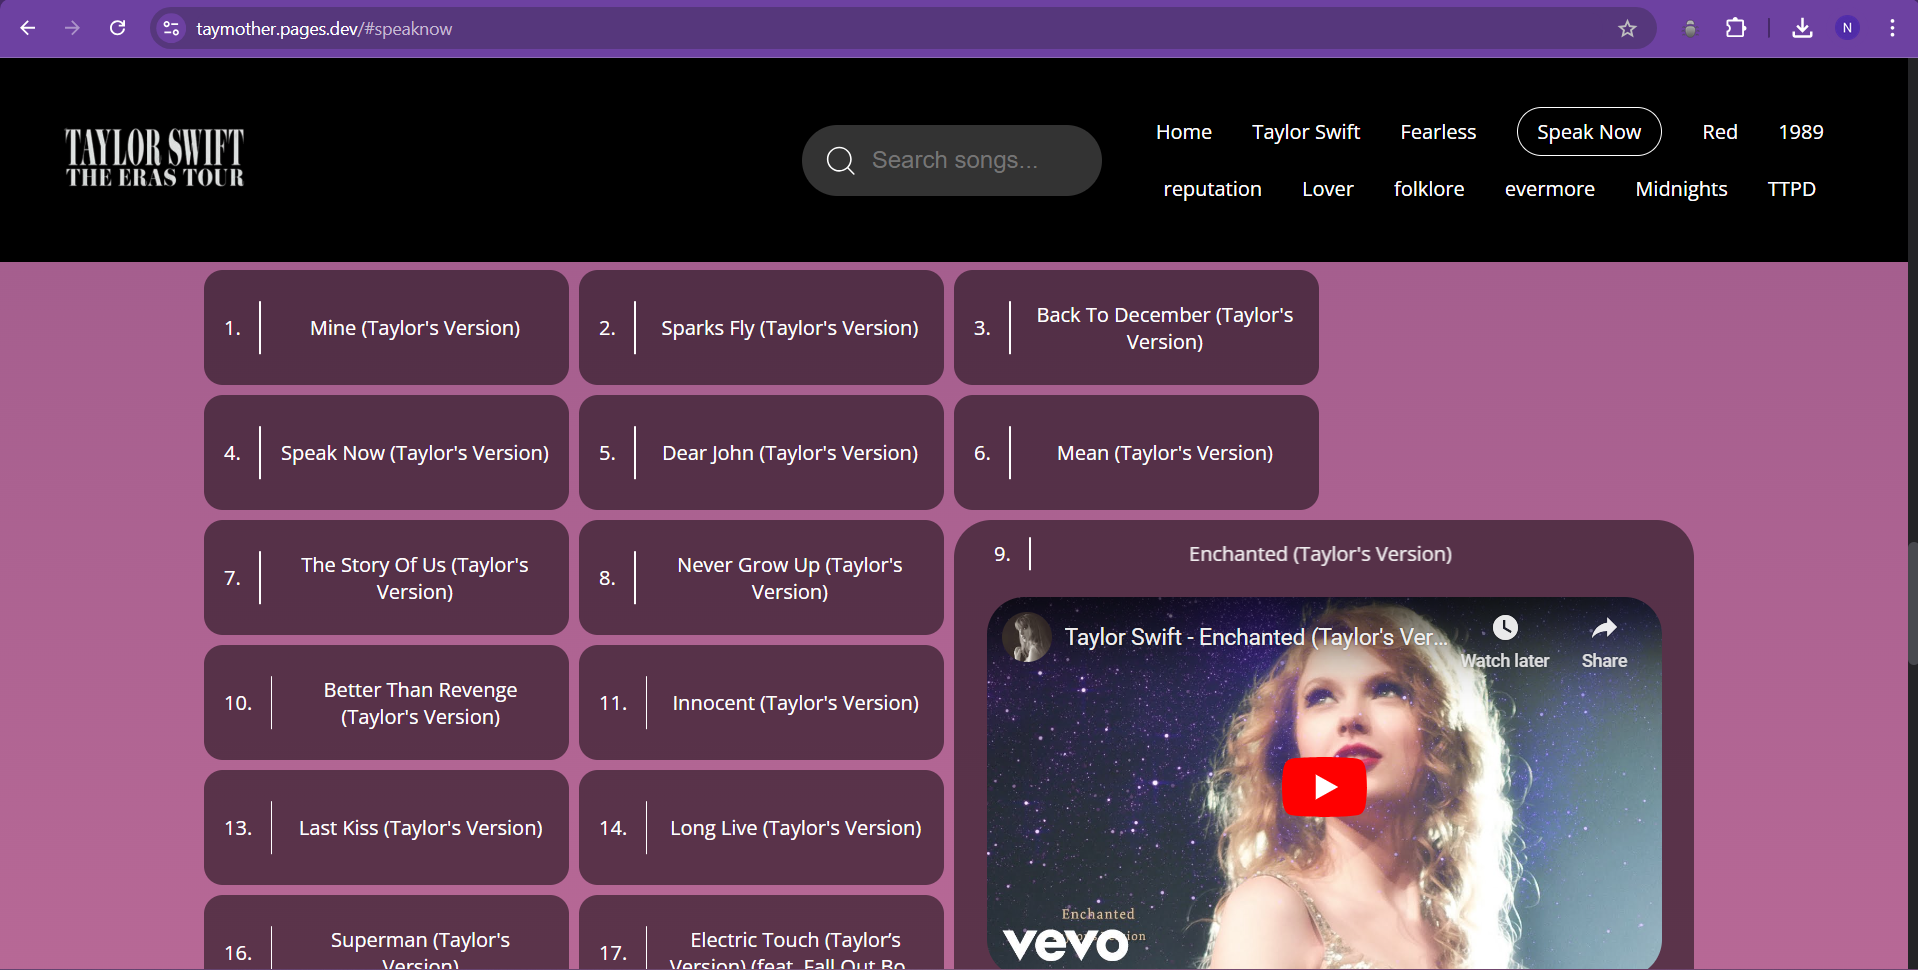 taymother.pages.dev/#speaknow
N
TAYLOR SWIFT
THE ERAS TOUR
Search songs...
Home Taylor Swift Fearless Speak Now Red 1989
reputation Lover folklore evermore Midnights TTPD
1. Mine (Taylor's Version)
2. Sparks Fly (Taylor's Version)
3. Back To December (Taylor's
Version)
4. Speak Now (Taylor's Version)
5. Dear John (Taylor's Version)
6. Mean (Taylor's Version)
7. The Story Of Us (Taylor's
Version)
8. Never Grow Up (Taylor's
Version)
9. Enchanted (Taylor's Version)
Taylor Swift - Enchanted (Taylor's Ver...
Watch later
Share
Enchanted
vevo
10. Better Than Revenge
(Taylor's Version)
11. Innocent (Taylor's Version)
13. Last Kiss (Taylor's Version)
14. Long Live (Taylor's Version)
16. Superman (Taylor's
Version)
17. Electric Touch (Taylor’s
Version) (feat. Fall Out Bo